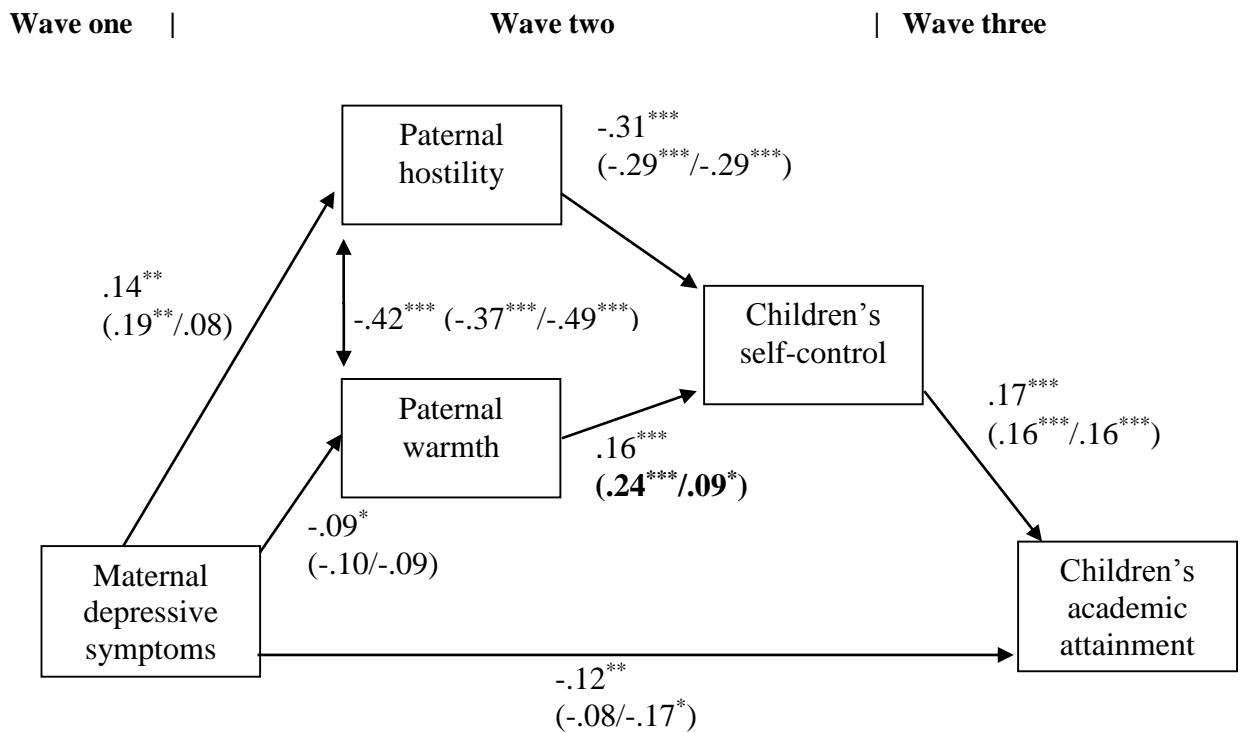 Wave one | Wave two | Wave three
Paternal
hostility
-.31***
(-.29***/-.29***)
.14**
(.19**/.08)
-.42*** (-.37***/-.49***)
Children’s
self-control
Paternal
warmth
.16***
(.24***/.09*)
.17***
(.16***/.16***)
-.09*
(-.10/-.09)
Maternal
depressive
symptoms
Children’s
academic
attainment
-.12**
(-.08/-.17*)